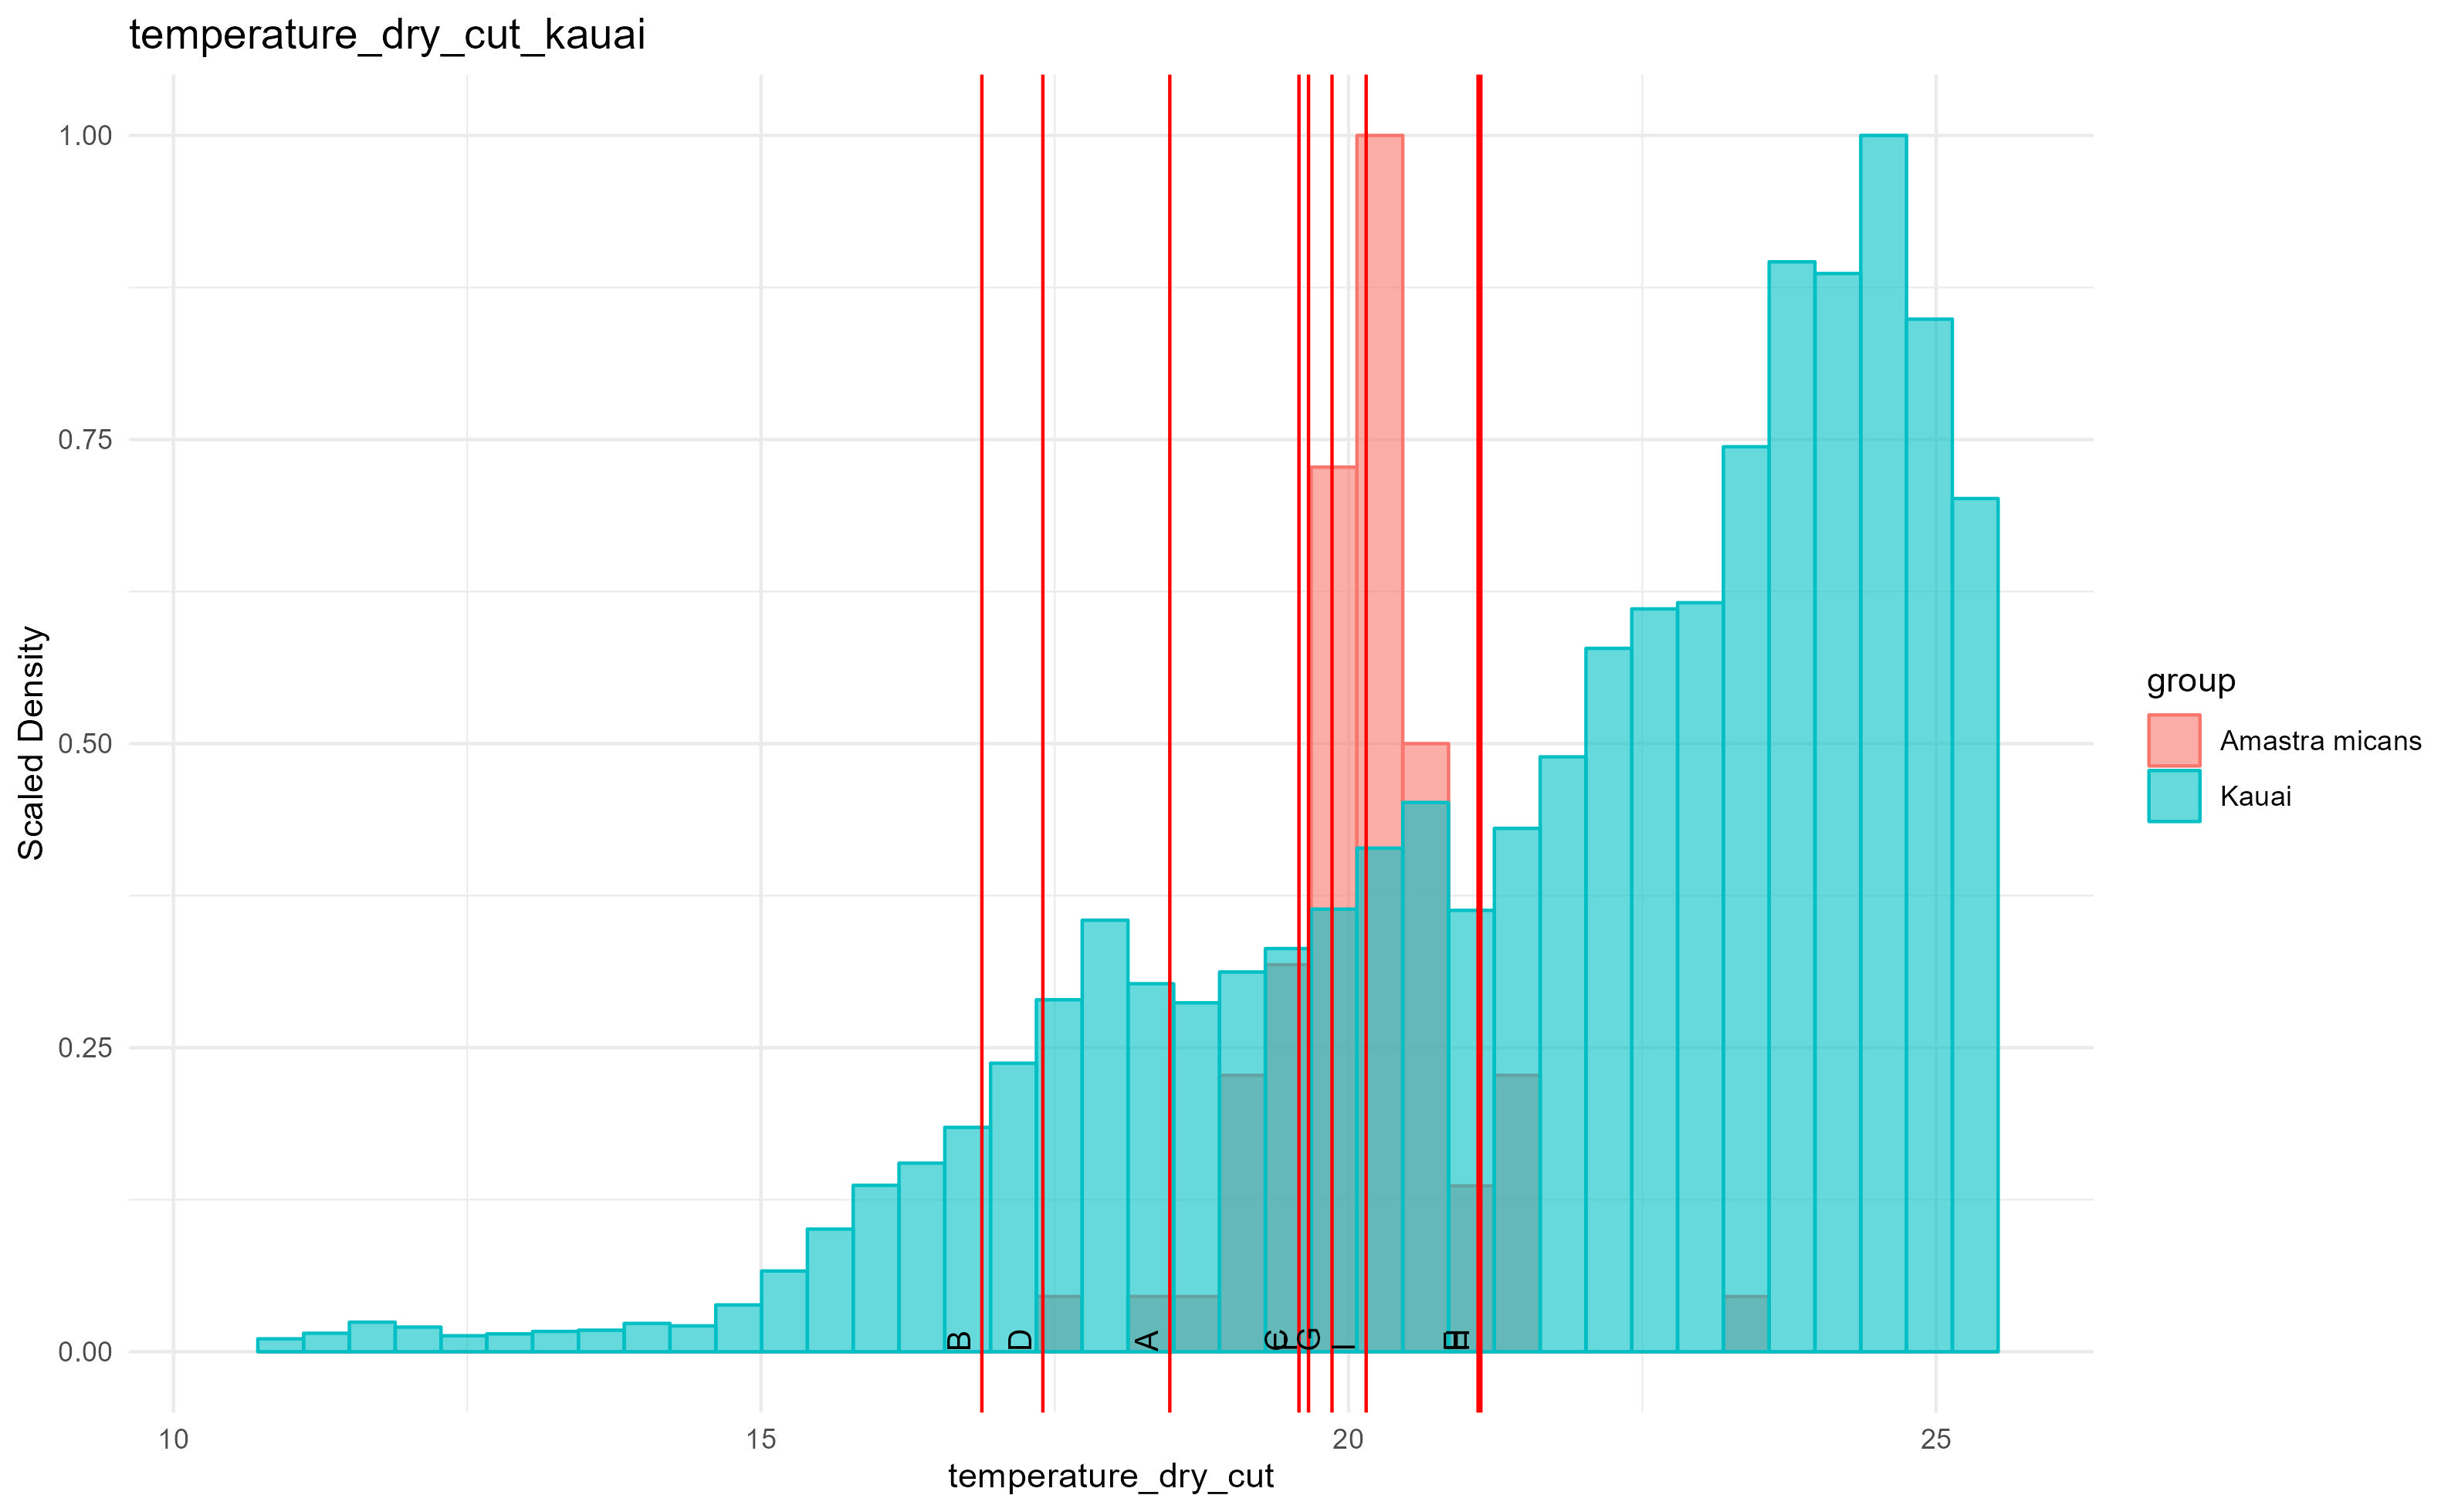 temperature_dry_cut_kauai
1.00
0.75
0.50
0.25
0.00
Scaled Density
B
D
A
G
I
10
15
20
25
temperature_dry_cut
group
Amastra micans
Kauai